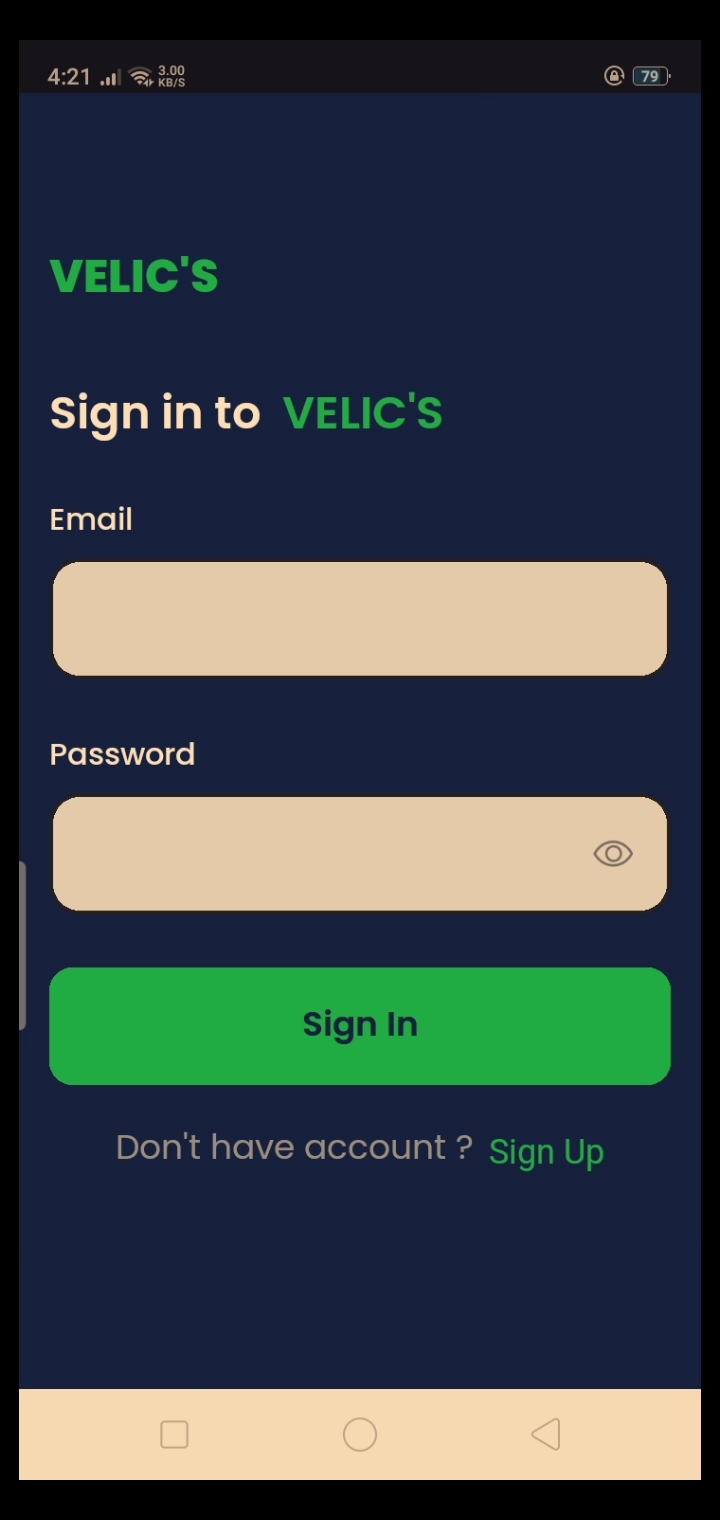 4:21 3.00 KB/S 79
VELIC'S
Sign in to VELIC'S
Email
Password
Sign In
Don't have account ? Sign Up